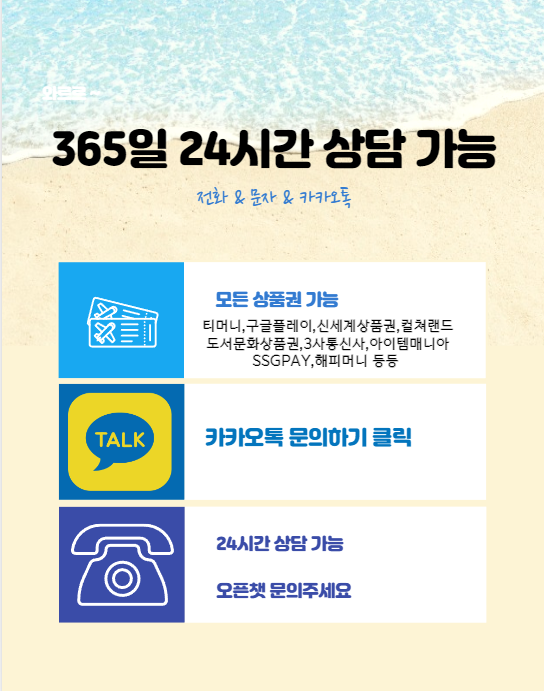 365일 24시간 상담 가능
전화 & 문자 & 카카오톡
모든 상품권 가능
티머니,구글플레이,신세계상품권,컬쳐랜드
도서문화상품권,3사통신사,아이템매니아
SSGPAY,해피머니 등등
TALK
카카오톡 문의하기 클릭
24시간 상담 가능
오픈챗 문의주세요